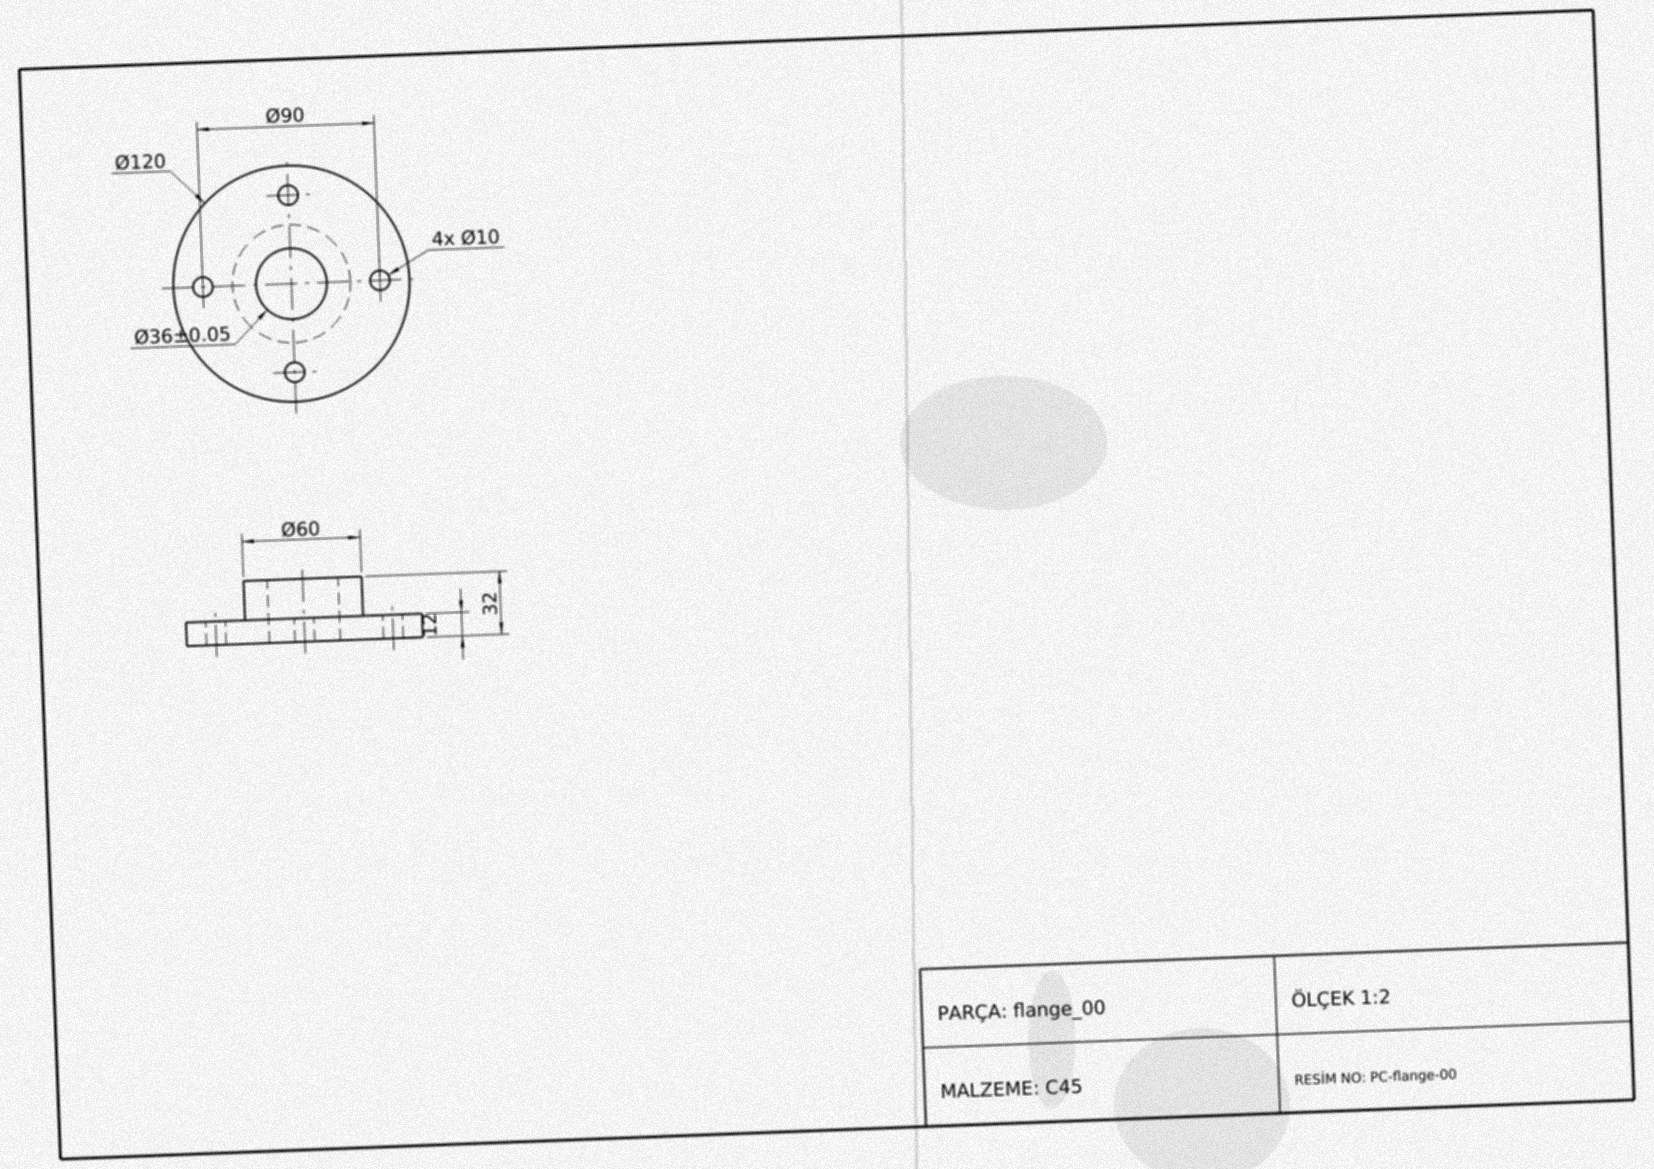 Ø90
Ø120
4x Ø10
Ø36±0.05
Ø60
32
12
PARÇA: flange_00
ÖLÇEK 1:2
MALZEME: C45
RESİM NO: PC-flange-00